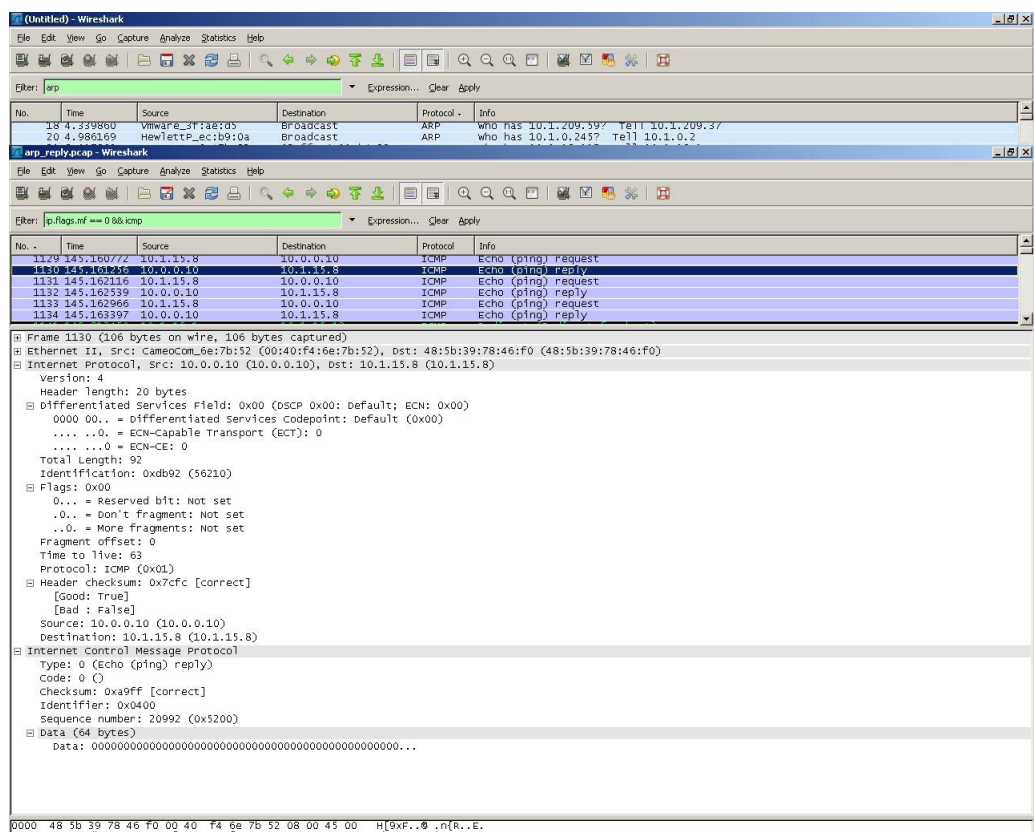 (Untitled) - Wireshark
File Edit View Go Capture Analyze Statistics Help
Filter: arp Expression... Clear Apply
No. Time Source Destination Protocol Info
18 4.339860 Vmware_3f:ae:d5 Broadcast ARP who has 10.1.209.59? Tell 10.1.209.37
20 4.986169 HewlettP_ec:b9:0a Broadcast ARP who has 10.1.0.245? Tell 10.1.0.2
arp_reply.pcap - Wireshark
File Edit View Go Capture Analyze Statistics Help
Filter: ip.flags.mf == 0 && icmp Expression... Clear Apply
No. Time Source Destination Protocol Info
1129 145.160772 10.1.15.8 10.0.0.10 ICMP Echo (ping) request
1130 145.161256 10.0.0.10 10.1.15.8 ICMP Echo (ping) reply
1131 145.162116 10.1.15.8 10.0.0.10 ICMP Echo (ping) request
1132 145.162539 10.0.0.10 10.1.15.8 ICMP Echo (ping) reply
1133 145.162966 10.1.15.8 10.0.0.10 ICMP Echo (ping) request
1134 145.163397 10.0.0.10 10.1.15.8 ICMP Echo (ping) reply
Frame 1130 (106 bytes on wire, 106 bytes captured)
Ethernet II, Src: CameoCom_6e:7b:52 (00:40:f4:6e:7b:52), Dst: 48:5b:39:78:46:f0 (48:5b:39:78:46:f0)
Internet Protocol, Src: 10.0.0.10 (10.0.0.10), Dst: 10.1.15.8 (10.1.15.8)
Version: 4
Header length: 20 bytes
Differentiated Services Field: 0x00 (DSCP 0x00: Default; ECN: 0x00)
0000 00.. = Differentiated Services Codepoint: Default (0x00)
.... ..0. = ECN-Capable Transport (ECT): 0
.... ...0 = ECN-CE: 0
Total Length: 92
Identification: 0xdb92 (56210)
Flags: 0x00
0... = Reserved bit: Not set
.0.. = Don't fragment: Not set
..0. = More fragments: Not set
Fragment offset: 0
Time to live: 63
Protocol: ICMP (0x01)
Header checksum: 0x7cfc [correct]
[Good: True]
[Bad : False]
Source: 10.0.0.10 (10.0.0.10)
Destination: 10.1.15.8 (10.1.15.8)
Internet Control Message Protocol
Type: 0 (Echo (ping) reply)
Code: 0 ()
Checksum: 0xa9ff [correct]
Identifier: 0x0400
Sequence number: 20992 (0x5200)
Data (64 bytes)
Data: 000000000000000000000000000000000000000000000000...
0000 48 5b 39 78 46 f0 00 40 f4 6e 7b 52 08 00 45 00 H[9xF..@ .n{R..E.